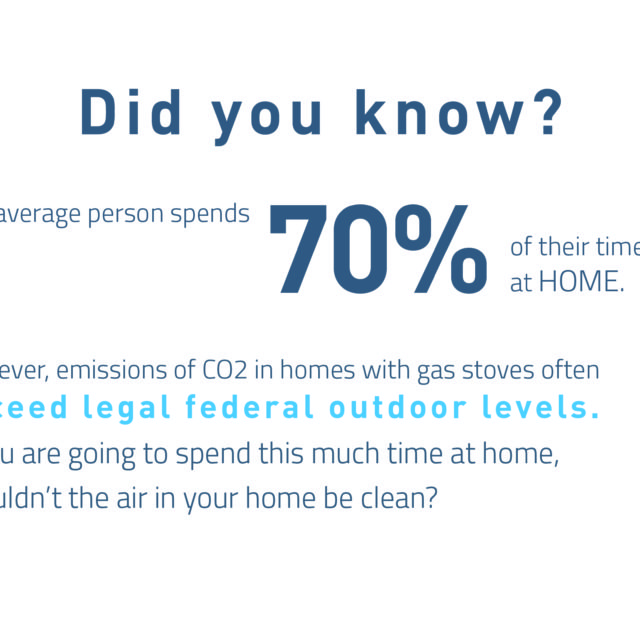 Did you know?
average person spends 70% of their time
at HOME.
ever, emissions of CO2 in homes with gas stoves often
ceed legal federal outdoor levels.
u are going to spend this much time at home,
uldn't the air in your home be clean?